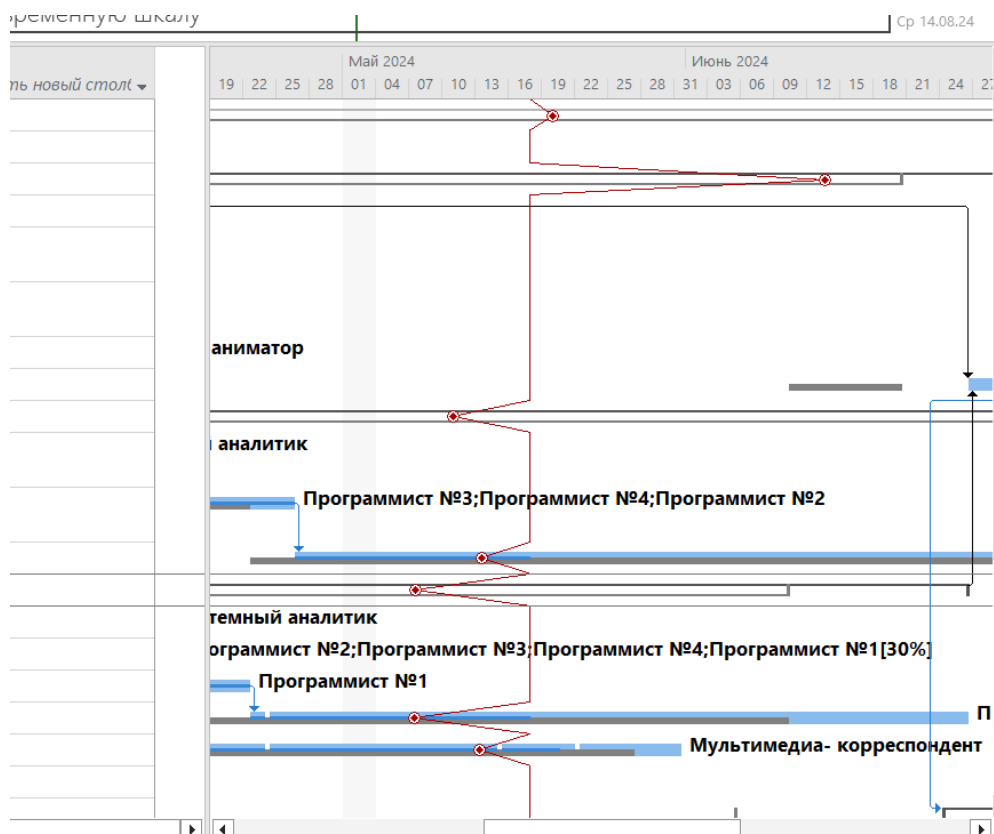 временную шкалу
Ср 14.08.24
Май 2024
Июнь 2024
ть новый столб
19 22 25 28 01 04 07 10 13 16 19 22 25 28 31 03 06 09 12 15 18 21 24 27
аниматор
аналитик
Программист №3;Программист №4;Программист №2
темный аналитик
ограммист №2;Программист №3;Программист №4;Программист №1[30%]
Программист №1
П
Мультимедиа- корреспондент